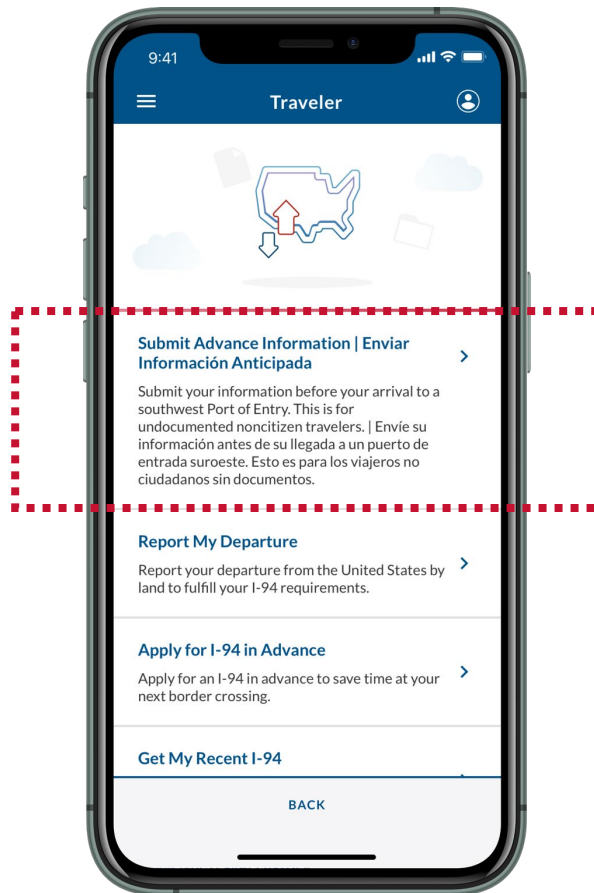 9:41
Traveler
Submit Advance Information | Enviar
Información Anticipada
Submit your information before your arrival to a
southwest Port of Entry. This is for
undocumented noncitizen travelers. | Envíe su
información antes de su llegada a un puerto de
entrada suroeste. Esto es para los viajeros no
ciudadanos sin documentos.
Report My Departure
Report your departure from the United States by
land to fulfill your I-94 requirements.
Apply for I-94 in Advance
Apply for an I-94 in advance to save time at your
next border crossing.
Get My Recent I-94
BACK